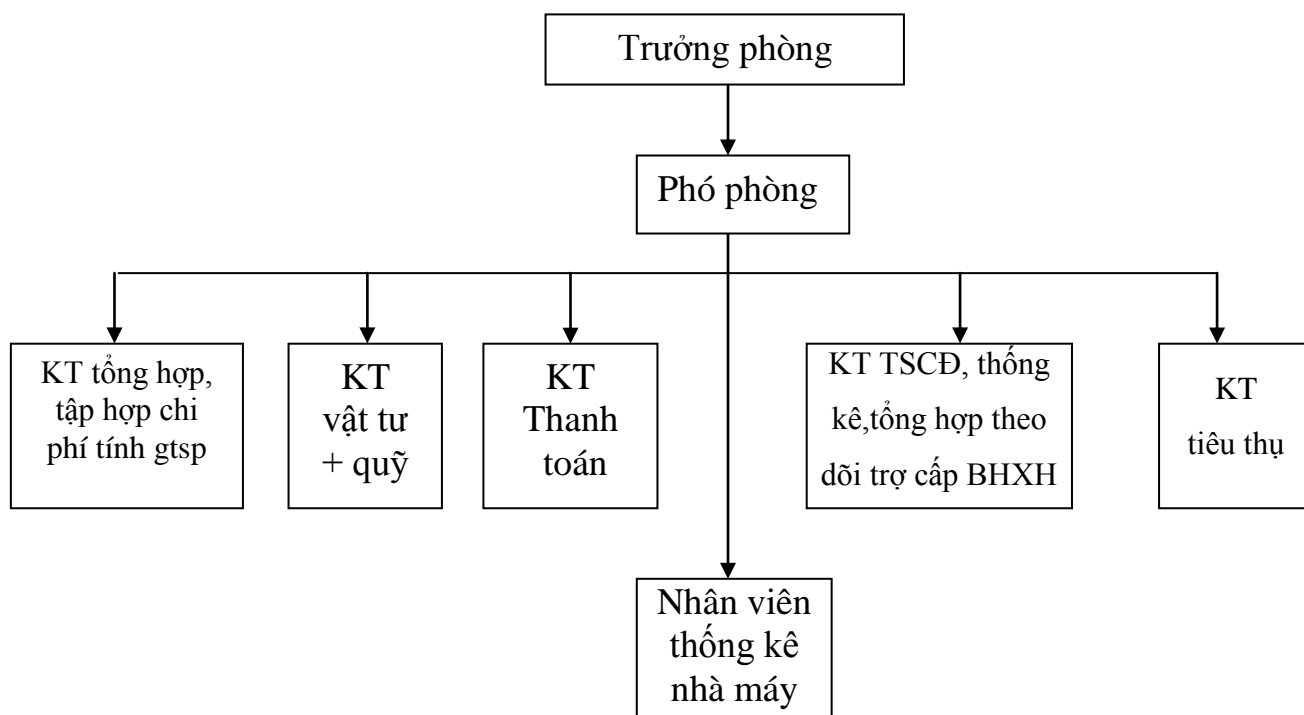 Trưởng phòng
Phó phòng
KT tổng hợp,
tập hợp chi
phí tính gtsp
KT
vật tư
+ quỹ
KT
Thanh
toán
KT TSCĐ, thống
kê,tổng hợp theo
dõi trợ cấp BHXH
KT
tiêu thụ
Nhân viên
thống kê
nhà máy